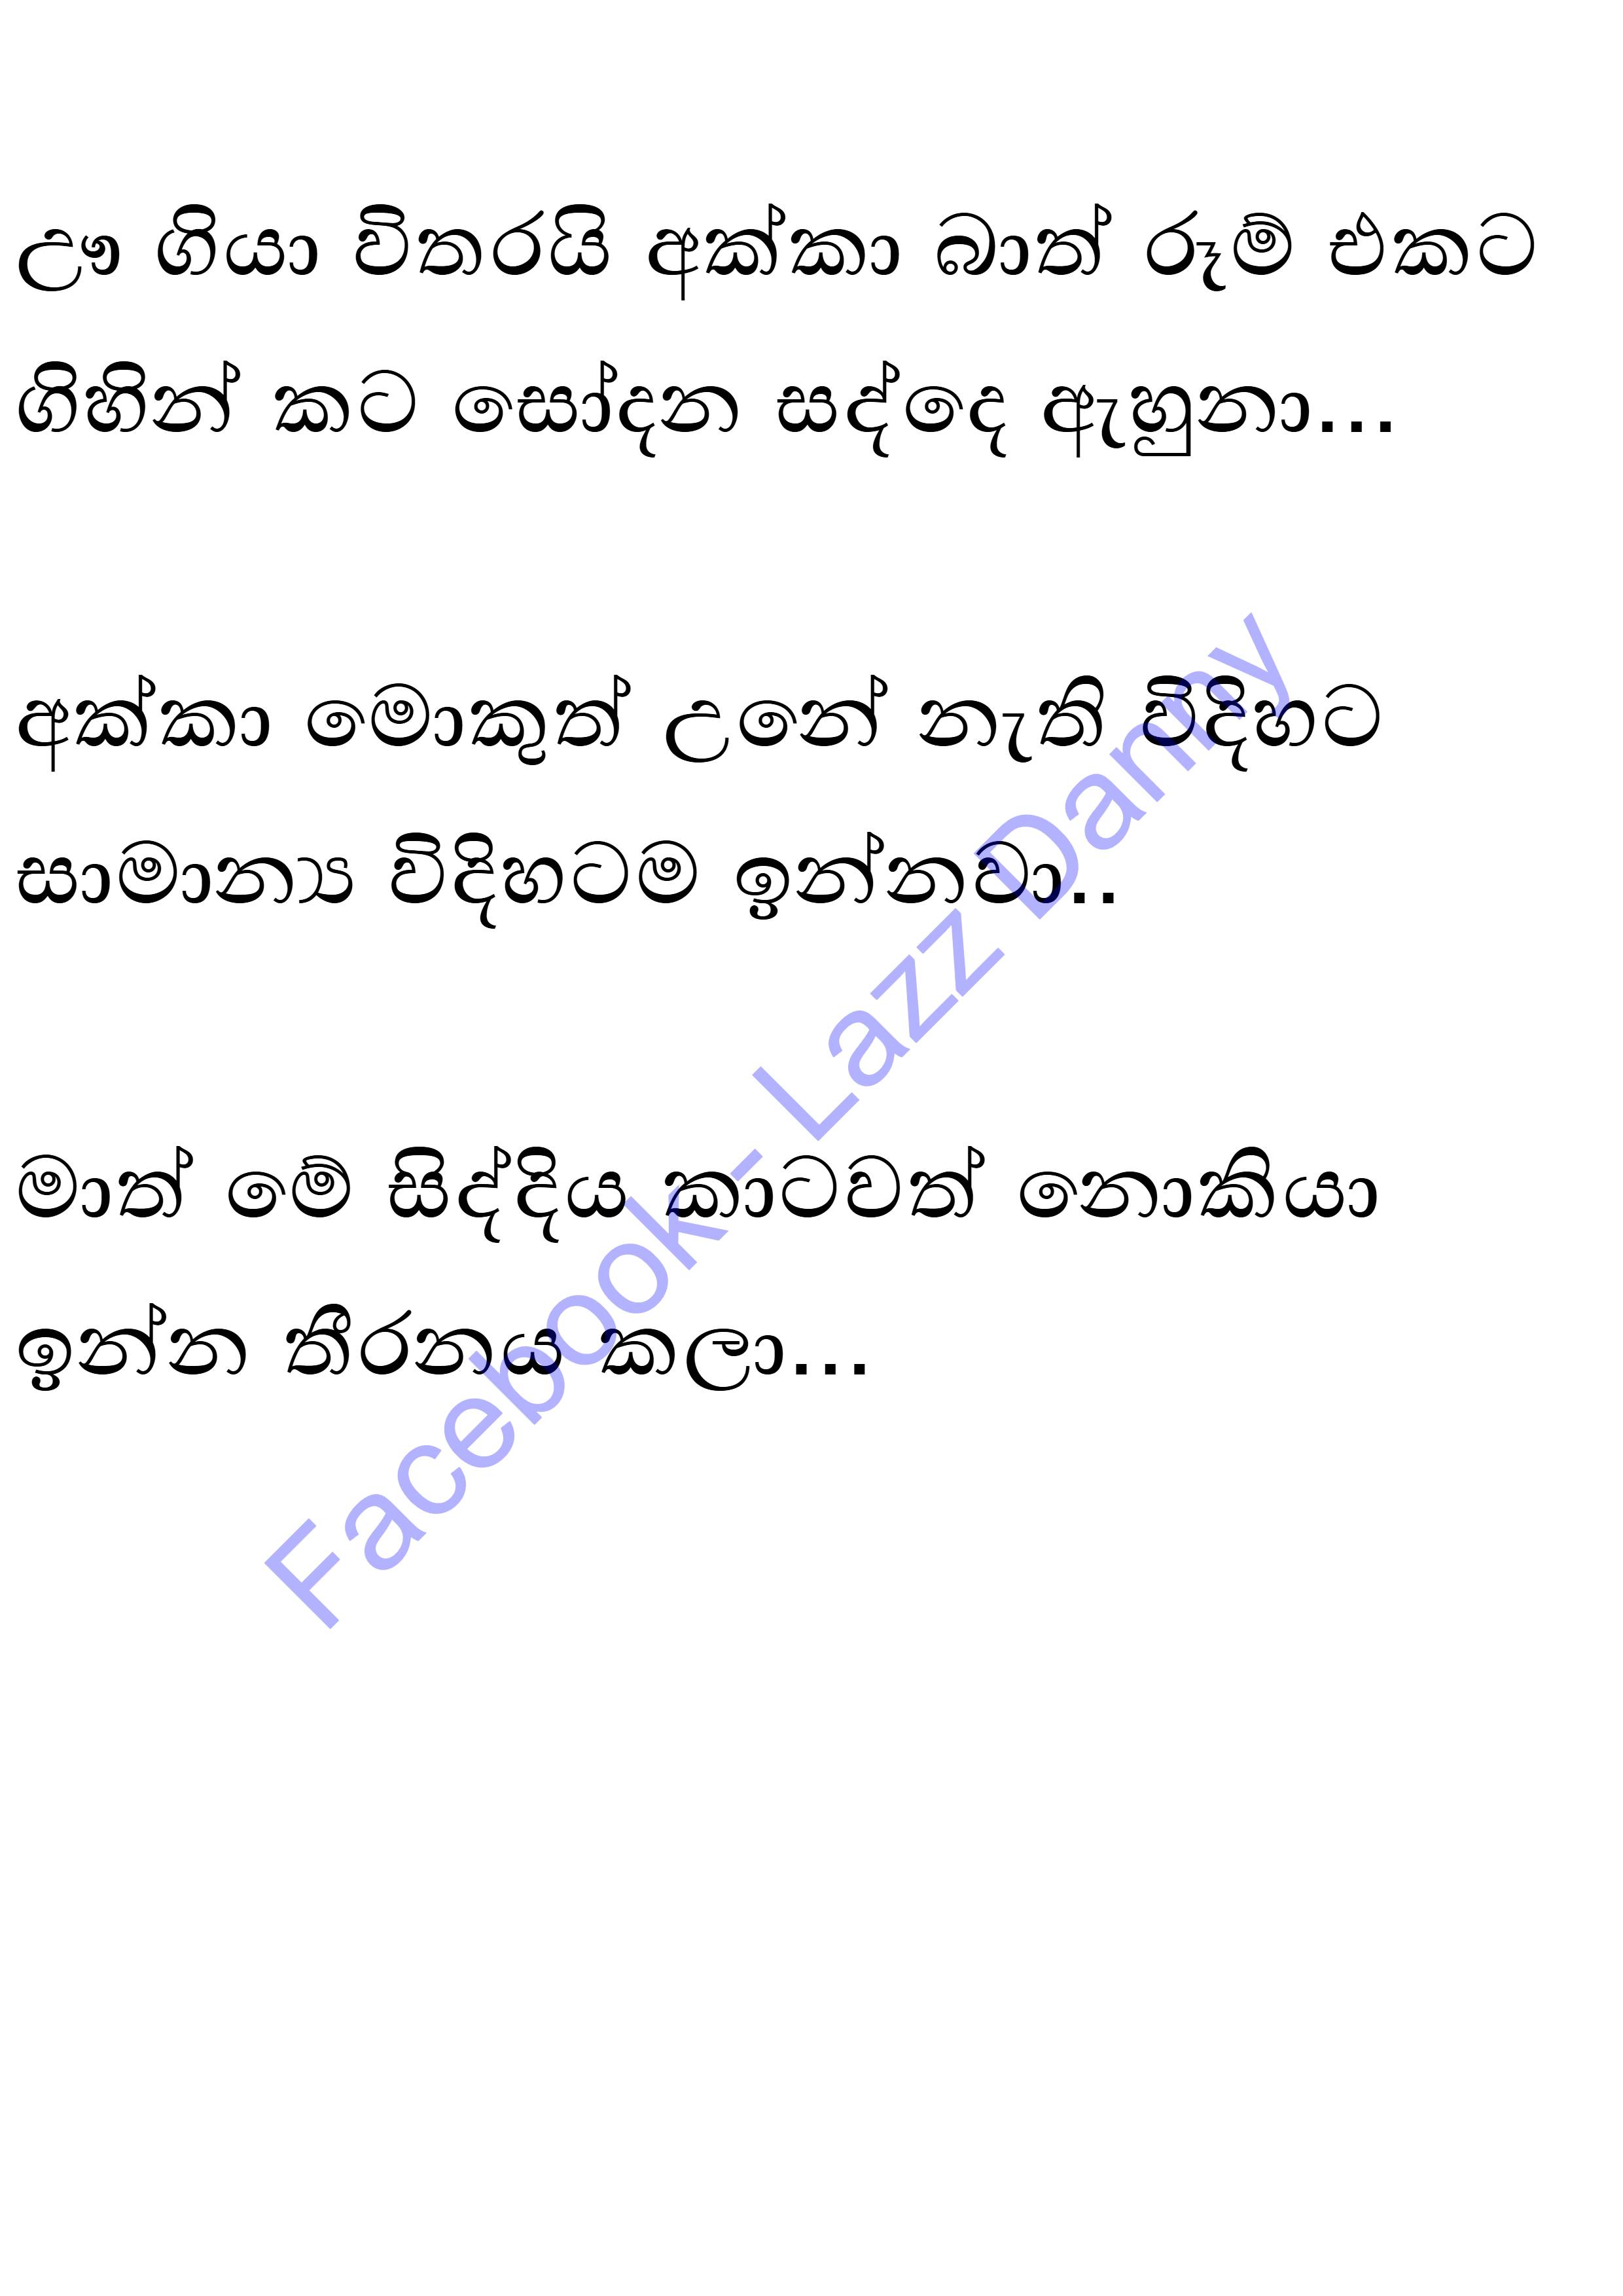 ඌ ගියා විතරයි අක්කා බාත් රූම් එකට
ගිහින් කට සෝදන සද්දෙ ඇහුනා...
අක්කා මොකුත් උනේ නැති විදිහට
සාමාන්‍ය විදිහටම ඉන්නවා..
මාත් මේ සිද්දිය කාටවත් නොකියා
ඉන්න තීරනය කලා...
Facebook- Lazz Danny